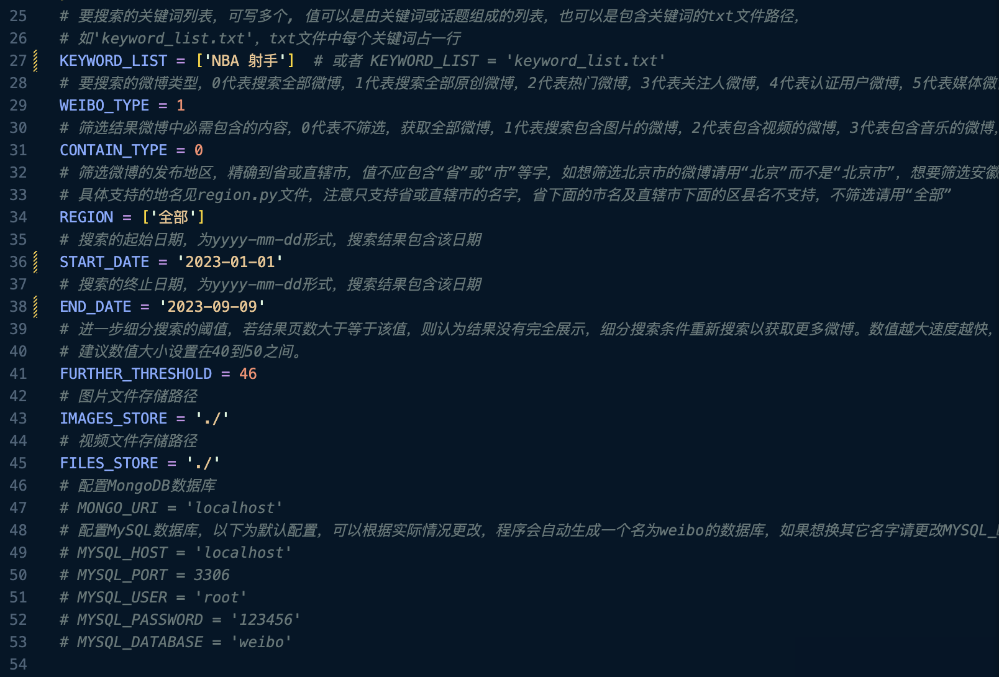 25 # 要搜索的关键词列表，可写多个, 值可以是由关键词或话题组成的列表，也可以是包含关键词的txt文件路径，
26 # 如'keyword_list.txt'，txt文件中每个关键词占一行
27 KEYWORD_LIST = ['NBA 射手']  # 或者 KEYWORD_LIST = 'keyword_list.txt'
28 # 要搜索的微博类型，0代表搜索全部微博，1代表搜索全部原创微博，2代表热门微博，3代表关注人微博，4代表认证用户微博，5代表媒体微
29 WEIBO_TYPE = 1
30 # 筛选结果微博中必需包含的内容，0代表不筛选，获取全部微博，1代表搜索包含图片的微博，2代表包含视频的微博，3代表包含音乐的微博，
31 CONTAIN_TYPE = 0
32 # 筛选微博的发布地区，精确到省或直辖市，值不应包含“省”或“市”等字，如想筛选北京市的微博请用“北京”而不是“北京市”，想要筛选安徽
33 # 具体支持的地名见region.py文件，注意只支持省或直辖市的名字，省下面的市名及直辖市下面的区县名不支持，不筛选请用“全部”
34 REGION = ['全部']
35 # 搜索的起始日期，为yyyy-mm-dd形式，搜索结果包含该日期
36 START_DATE = '2023-01-01'
37 # 搜索的终止日期，为yyyy-mm-dd形式，搜索结果包含该日期
38 END_DATE = '2023-09-09'
39 # 进一步细分搜索的阈值，若结果页数大于等于该值，则认为结果没有完全展示，细分搜索条件重新搜索以获取更多微博。数值越大速度越快，
40 # 建议数值大小设置在40到50之间。
41 FURTHER_THRESHOLD = 46
42 # 图片文件存储路径
43 IMAGES_STORE = './'
44 # 视频文件存储路径
45 FILES_STORE = './'
46 # 配置MongoDB数据库
47 # MONGO_URI = 'localhost'
48 # 配置MySQL数据库，以下为默认配置，可以根据实际情况更改，程序会自动生成一个名为weibo的数据库，如果想换其它名字请更改MYSQL_
49 # MYSQL_HOST = 'localhost'
50 # MYSQL_PORT = 3306
51 # MYSQL_USER = 'root'
52 # MYSQL_PASSWORD = '123456'
53 # MYSQL_DATABASE = 'weibo'
54